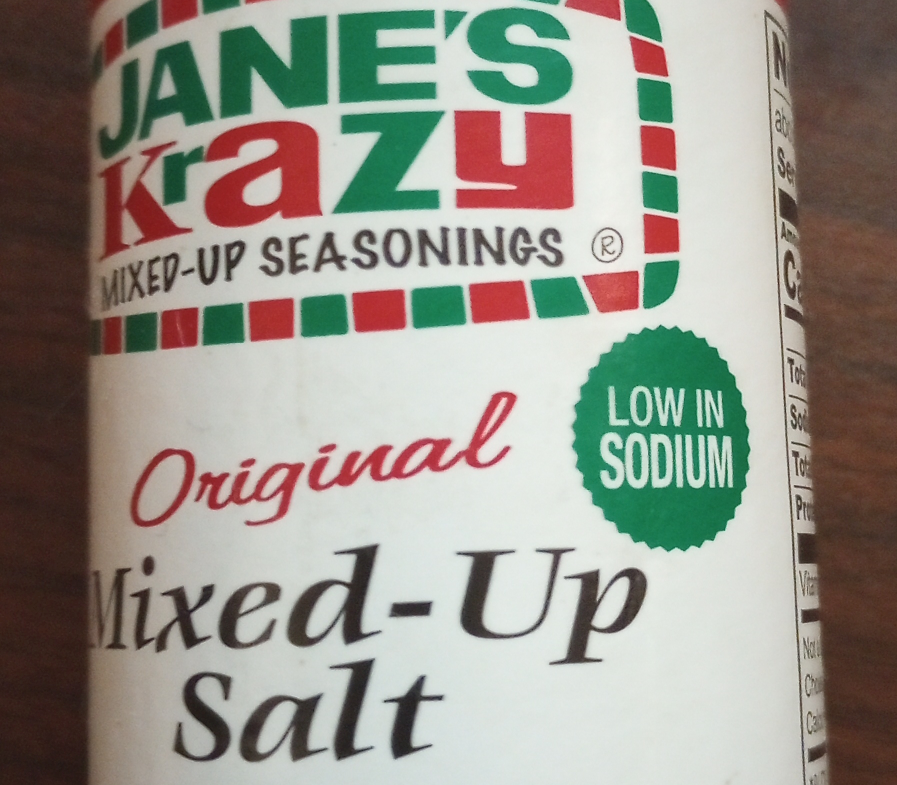 JANE'S
Krazy
MIXED-UP SEASONINGS ®
Original
LOW IN
SODIUM
Mixed-Up
Salt